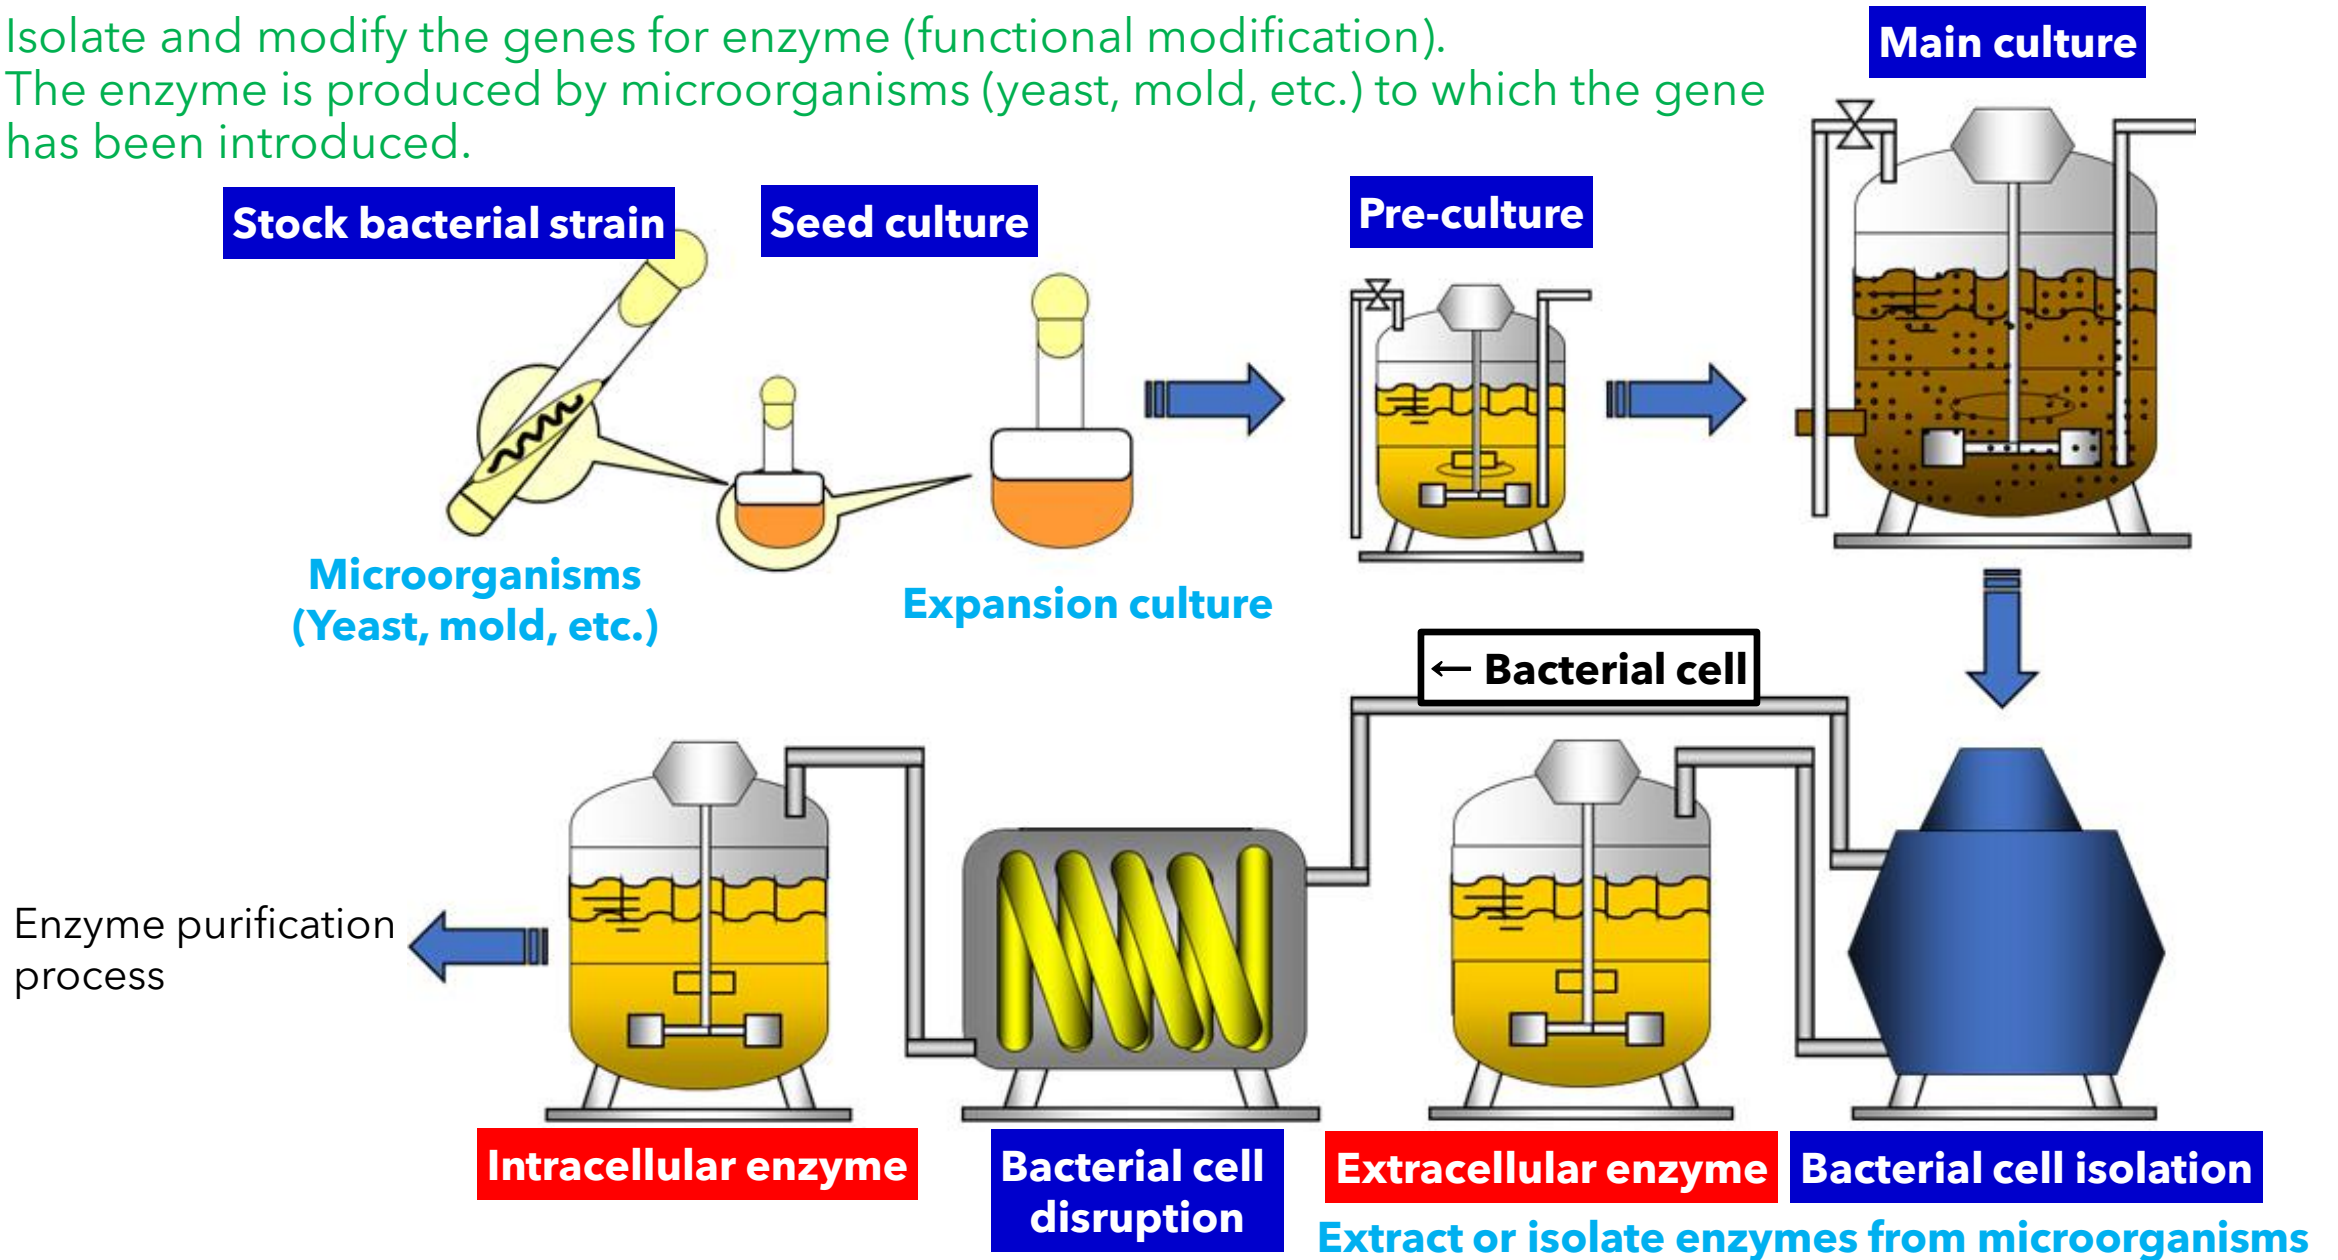 Isolate and modify the genes for enzyme (functional modification).
The enzyme is produced by microorganisms (yeast, mold, etc.) to which the gene
has been introduced.
Main culture
Stock bacterial strain
Seed culture
Pre-culture
Microorganisms
(Yeast, mold, etc.)
Expansion culture
← Bacterial cell
Enzyme purification
process
Intracellular enzyme
Bacterial cell
disruption
Extracellular enzyme
Bacterial cell isolation
Extract or isolate enzymes from microorganisms